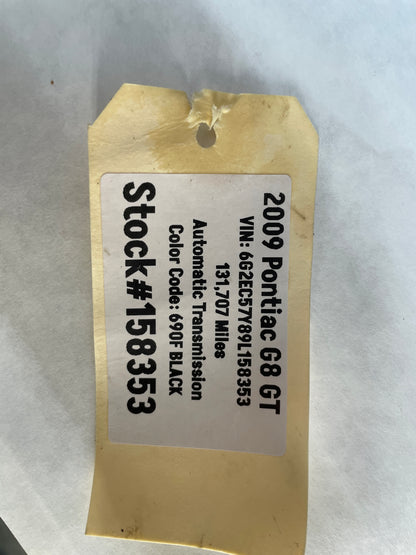 2009 Pontiac G8 GT
VIN: 6G2EC57Y89L158353
131,707 Miles
Automatic Transmission
Color Code: 690F BLACK
Stock#158353